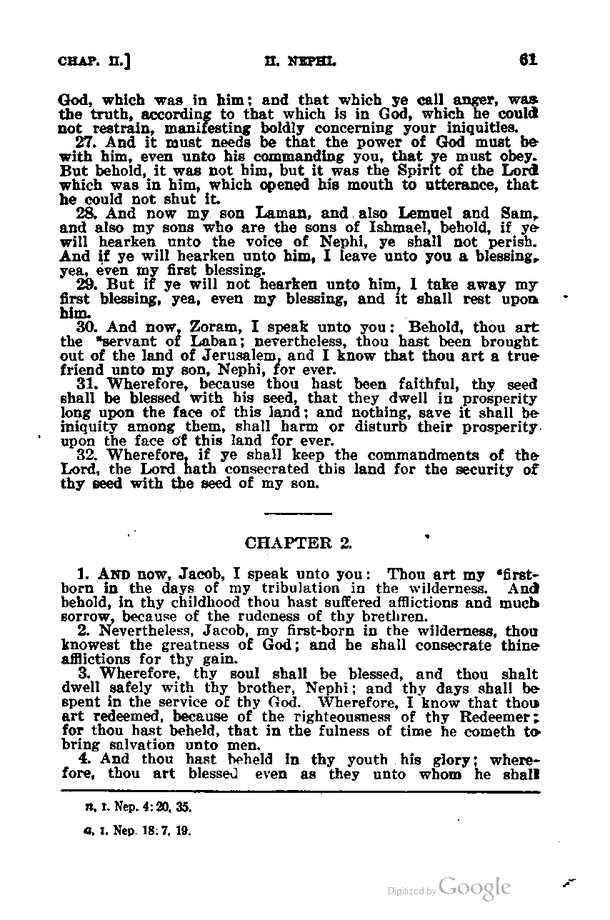 CHAP. II.] II. NEPHI. 61
God, which was in him; and that which ye call anger, was
the truth, according to that which is in God, which he could
not restrain, manifesting boldly concerning your iniquities.
27. And it must needs be that the power of God must be
with him, even unto his commanding you, that ye must obey.
But behold, it was not him, but it was the Spirit of the Lord
which was in him, which opened his mouth to utterance, that
he could not shut it.
28. And now my son Laman, and also Lemuel and Sam,
and also my sons who are the sons of Ishmael, behold, if ye
will hearken unto the voice of Nephi, ye shall not perish.
And if ye will hearken unto him, I leave unto you a blessing,
yea, even my first blessing.
29. But if ye will not hearken unto him, I take away my
first blessing, yea, even my blessing, and it shall rest upon
him.
30. And now, Zoram, I speak unto you: Behold, thou art
the ⁿservant of Laban; nevertheless, thou hast been brought
out of the land of Jerusalem, and I know that thou art a true
friend unto my son, Nephi, for ever.
31. Wherefore, because thou hast been faithful, thy seed
shall be blessed with his seed, that they dwell in prosperity
long upon the face of this land; and nothing, save it shall be
iniquity among them, shall harm or disturb their prosperity
upon the face of this land for ever.
32. Wherefore, if ye shall keep the commandments of the
Lord, the Lord hath consecrated this land for the security of
thy seed with the seed of my son.
CHAPTER 2.
1. AND now, Jacob, I speak unto you: Thou art my ᵃfirst-
born in the days of my tribulation in the wilderness. And
behold, in thy childhood thou hast suffered afflictions and much
sorrow, because of the rudeness of thy brethren.
2. Nevertheless, Jacob, my first-born in the wilderness, thou
knowest the greatness of God; and he shall consecrate thine
afflictions for thy gain.
3. Wherefore, thy soul shall be blessed, and thou shalt
dwell safely with thy brother, Nephi; and thy days shall be
spent in the service of thy God. Wherefore, I know that thou
art redeemed, because of the righteousness of thy Redeemer;
for thou hast beheld, that in the fulness of time he cometh to
bring salvation unto men.
4. And thou hast beheld in thy youth his glory; where-
fore, thou art blessed even as they unto whom he shall
n, I. Nep. 4:20, 35.
a, I. Nep. 18:7, 19.
Digitized by Google